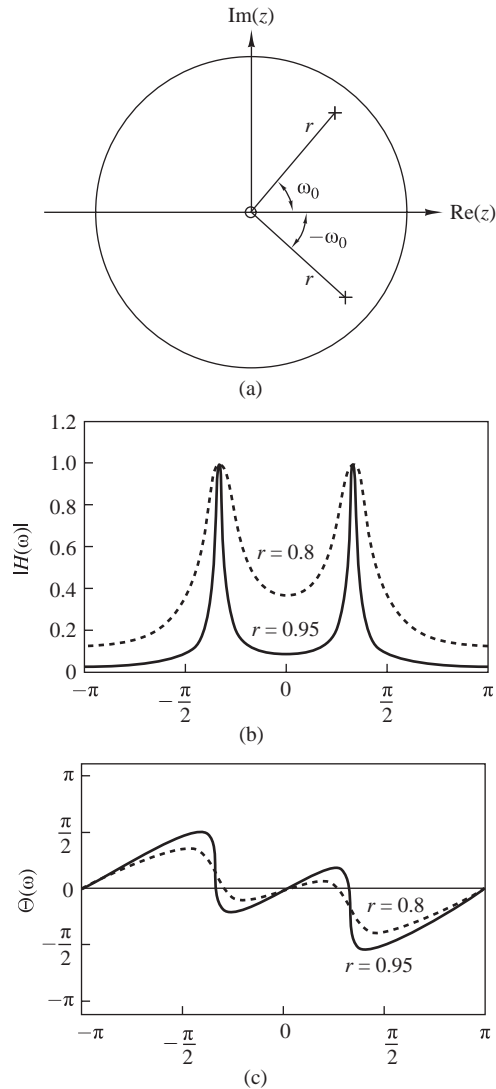 Im(z)
r
ω₀
Re(z)
−ω₀
r
(a)
1.2
1.0
0.8
0.6
0.4
0.2
0
|H(ω)|
r = 0.8
r = 0.95
−π
−π/2
0
π/2
π
(b)
π
π/2
0
−π/2
−π
Θ(ω)
r = 0.8
r = 0.95
−π
−π/2
0
π/2
π
(c)